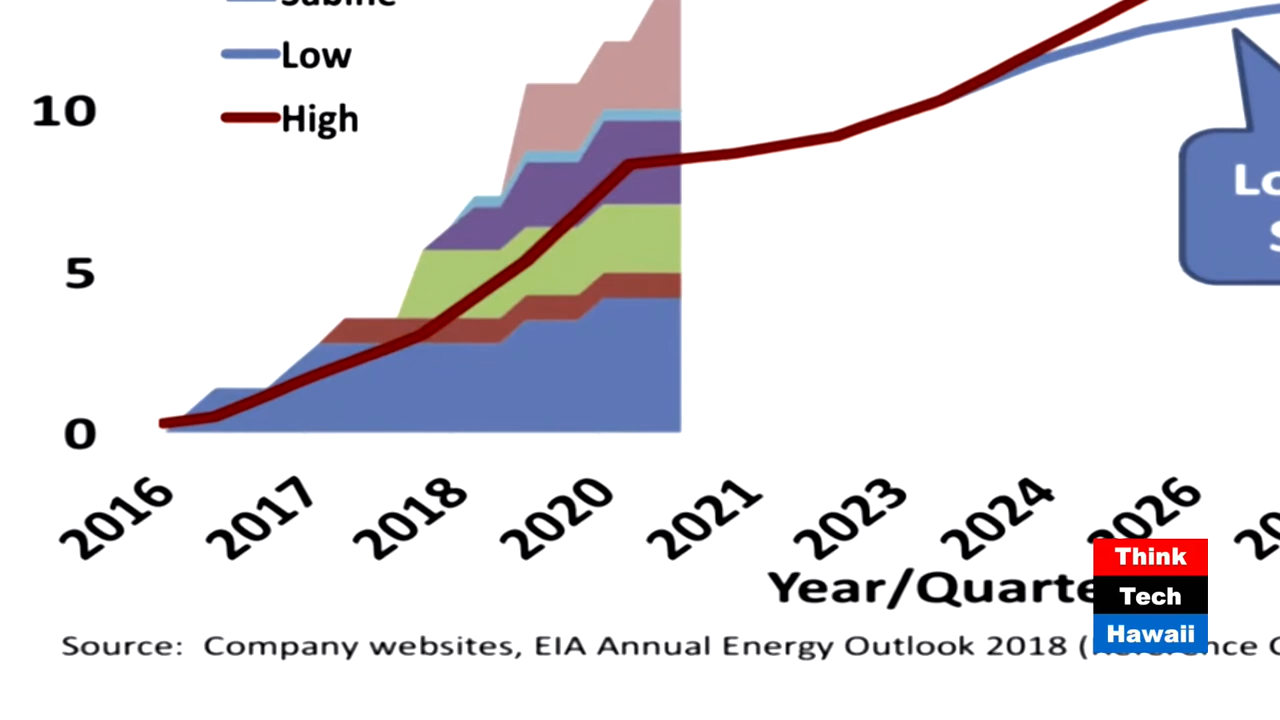 Sabine
Low
High
10
5
0
2016
2017
2018
2020
2021
2023
2024
2026
Year/Quarte
Think
Tech
Hawaii
Source: Company websites, EIA Annual Energy Outlook 2018 (